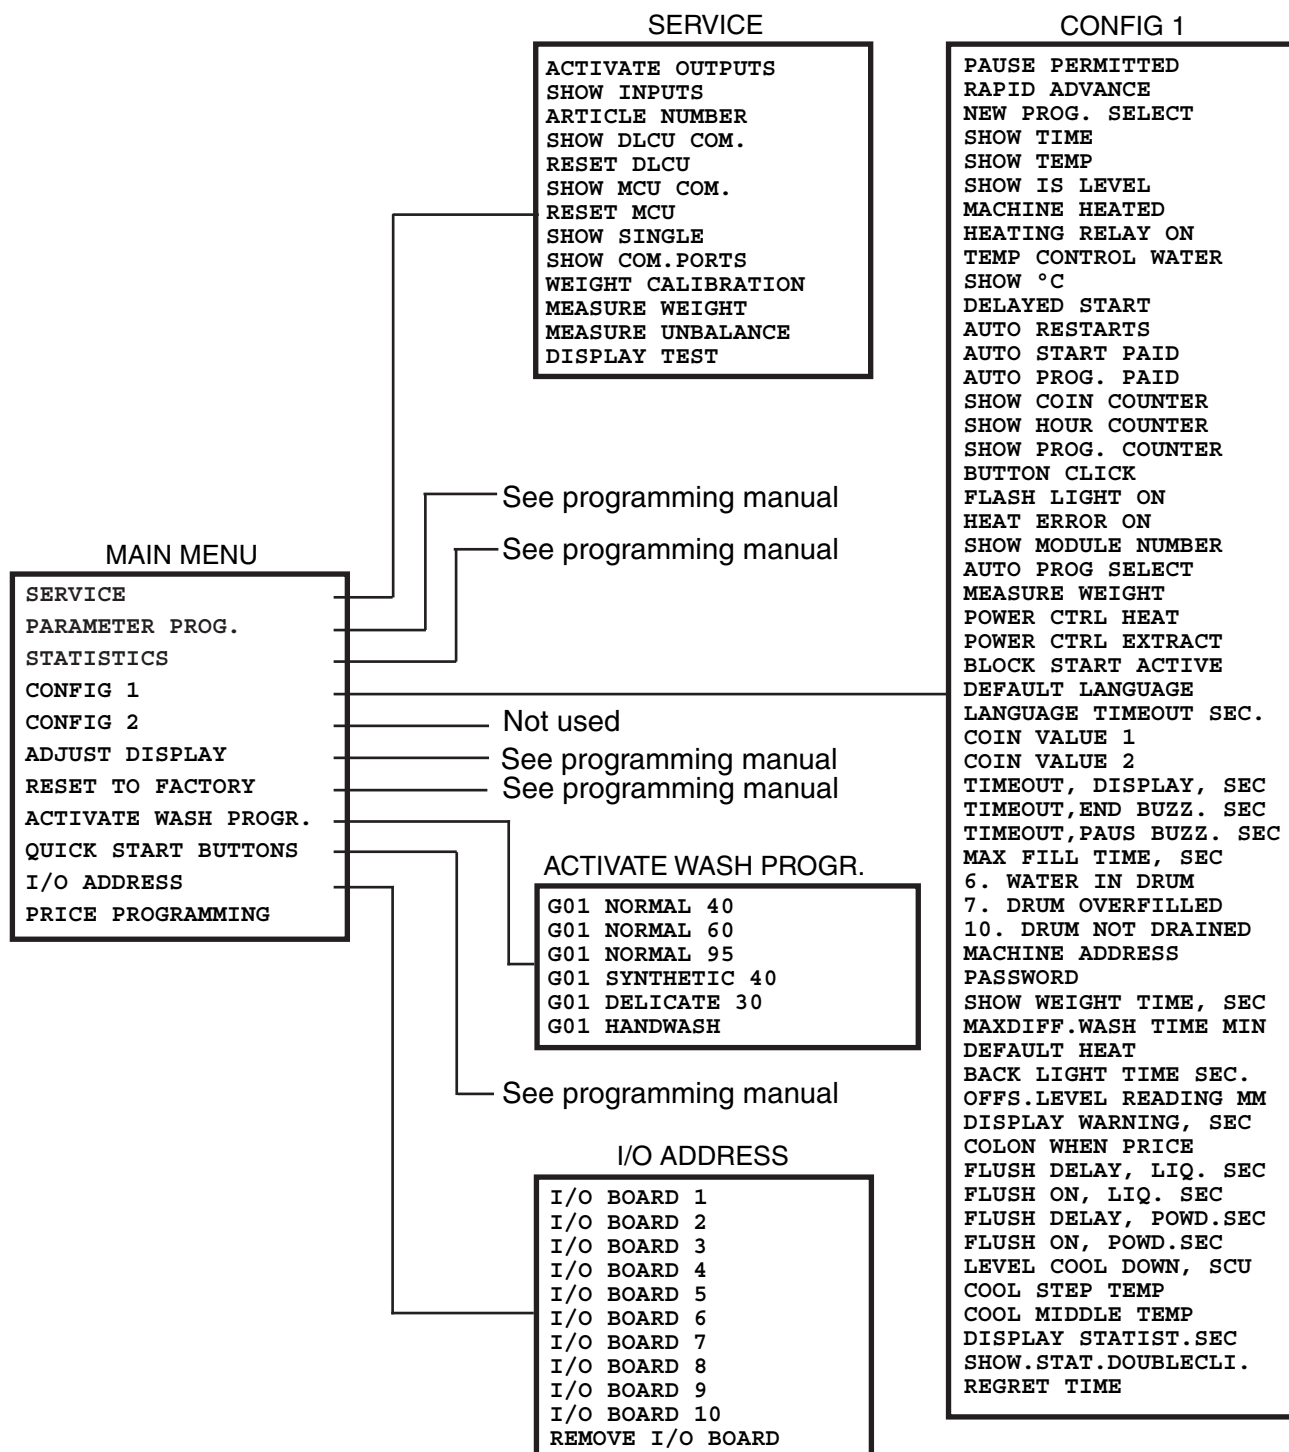 SERVICE
ACTIVATE OUTPUTS
SHOW INPUTS
ARTICLE NUMBER
SHOW DLCU COM.
RESET DLCU
SHOW MCU COM.
RESET MCU
SHOW SINGLE
SHOW COM.PORTS
WEIGHT CALIBRATION
MEASURE WEIGHT
MEASURE UNBALANCE
DISPLAY TEST
See programming manual
See programming manual
MAIN MENU
SERVICE
PARAMETER PROG.
STATISTICS
CONFIG 1
CONFIG 2
ADJUST DISPLAY
RESET TO FACTORY
ACTIVATE WASH PROGR.
QUICK START BUTTONS
I/O ADDRESS
PRICE PROGRAMMING
Not used
See programming manual
See programming manual
ACTIVATE WASH PROGR.
G01 NORMAL 40
G01 NORMAL 60
G01 NORMAL 95
G01 SYNTHETIC 40
G01 DELICATE 30
G01 HANDWASH
See programming manual
I/O ADDRESS
I/O BOARD 1
I/O BOARD 2
I/O BOARD 3
I/O BOARD 4
I/O BOARD 5
I/O BOARD 6
I/O BOARD 7
I/O BOARD 8
I/O BOARD 9
I/O BOARD 10
REMOVE I/O BOARD
CONFIG 1
PAUSE PERMITTED
RAPID ADVANCE
NEW PROG. SELECT
SHOW TIME
SHOW TEMP
SHOW IS LEVEL
MACHINE HEATED
HEATING RELAY ON
TEMP CONTROL WATER
SHOW °C
DELAYED START
AUTO RESTARTS
AUTO START PAID
AUTO PROG. PAID
SHOW COIN COUNTER
SHOW HOUR COUNTER
SHOW PROG. COUNTER
BUTTON CLICK
FLASH LIGHT ON
HEAT ERROR ON
SHOW MODULE NUMBER
AUTO PROG SELECT
MEASURE WEIGHT
POWER CTRL HEAT
POWER CTRL EXTRACT
BLOCK START ACTIVE
DEFAULT LANGUAGE
LANGUAGE TIMEOUT SEC.
COIN VALUE 1
COIN VALUE 2
TIMEOUT, DISPLAY, SEC
TIMEOUT,END BUZZ. SEC
TIMEOUT,PAUS BUZZ. SEC
MAX FILL TIME, SEC
6. WATER IN DRUM
7. DRUM OVERFILLED
10. DRUM NOT DRAINED
MACHINE ADDRESS
PASSWORD
SHOW WEIGHT TIME, SEC
MAXDIFF.WASH TIME MIN
DEFAULT HEAT
BACK LIGHT TIME SEC.
OFFS.LEVEL READING MM
DISPLAY WARNING, SEC
COLON WHEN PRICE
FLUSH DELAY, LIQ. SEC
FLUSH ON, LIQ. SEC
FLUSH DELAY, POWD.SEC
FLUSH ON, POWD.SEC
LEVEL COOL DOWN, SCU
COOL STEP TEMP
COOL MIDDLE TEMP
DISPLAY STATIST.SEC
SHOW.STAT.DOUBLECLI.
REGRET TIME